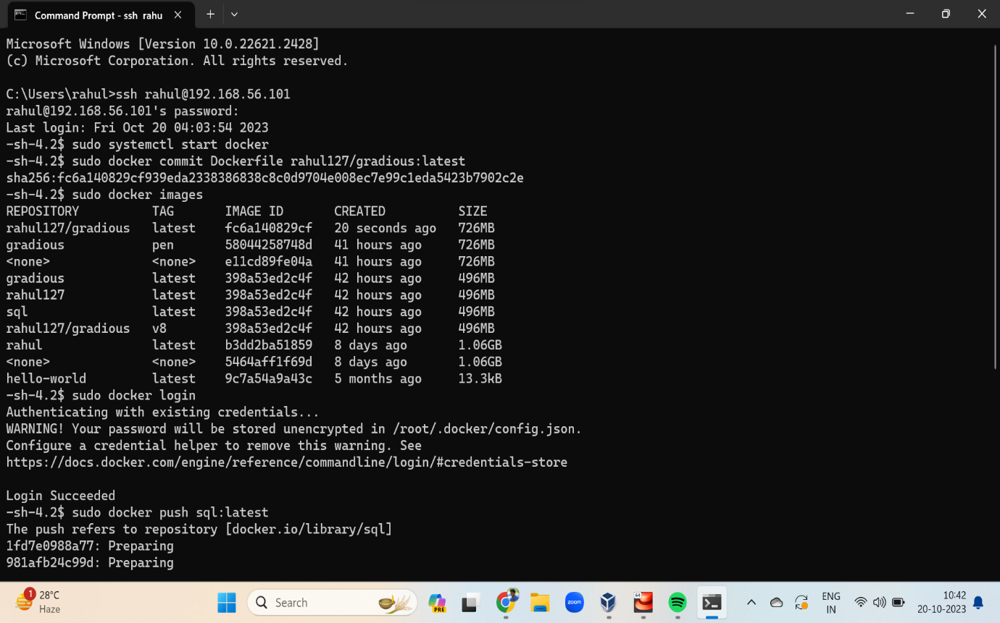 Command Prompt - ssh rahu
Microsoft Windows [Version 10.0.22621.2428]
(c) Microsoft Corporation. All rights reserved.
C:\Users\rahul>ssh rahul@192.168.56.101
rahul@192.168.56.101's password:
Last login: Fri Oct 20 04:03:54 2023
-sh-4.2$ sudo systemctl start docker
-sh-4.2$ sudo docker commit Dockerfile rahul127/gradious:latest
sha256:fc6a140829cf939eda2338386838c8c0d9704e008ec7e99c1eda5423b7902c2e
-sh-4.2$ sudo docker images
REPOSITORY TAG IMAGE ID CREATED SIZE
rahul127/gradious latest fc6a140829cf 20 seconds ago 726MB
gradious pen 58044258748d 41 hours ago 726MB
<none> <none> e11cd89fe04a 41 hours ago 726MB
gradious latest 398a53ed2c4f 42 hours ago 496MB
rahul127 latest 398a53ed2c4f 42 hours ago 496MB
sql latest 398a53ed2c4f 42 hours ago 496MB
rahul127/gradious v8 398a53ed2c4f 42 hours ago 496MB
rahul latest b3dd2ba51859 8 days ago 1.06GB
<none> <none> 5464aff1f69d 8 days ago 1.06GB
hello-world latest 9c7a54a9a43c 5 months ago 13.3kB
-sh-4.2$ sudo docker login
Authenticating with existing credentials...
WARNING! Your password will be stored unencrypted in /root/.docker/config.json.
Configure a credential helper to remove this warning. See
https://docs.docker.com/engine/reference/commandline/login/#credentials-store
Login Succeeded
-sh-4.2$ sudo docker push sql:latest
The push refers to repository [docker.io/library/sql]
1fd7e0988a77: Preparing
981afb24c99d: Preparing
1
28°C
Haze
Search
PRE
zoom
64
ENG
IN
10:42
20-10-2023